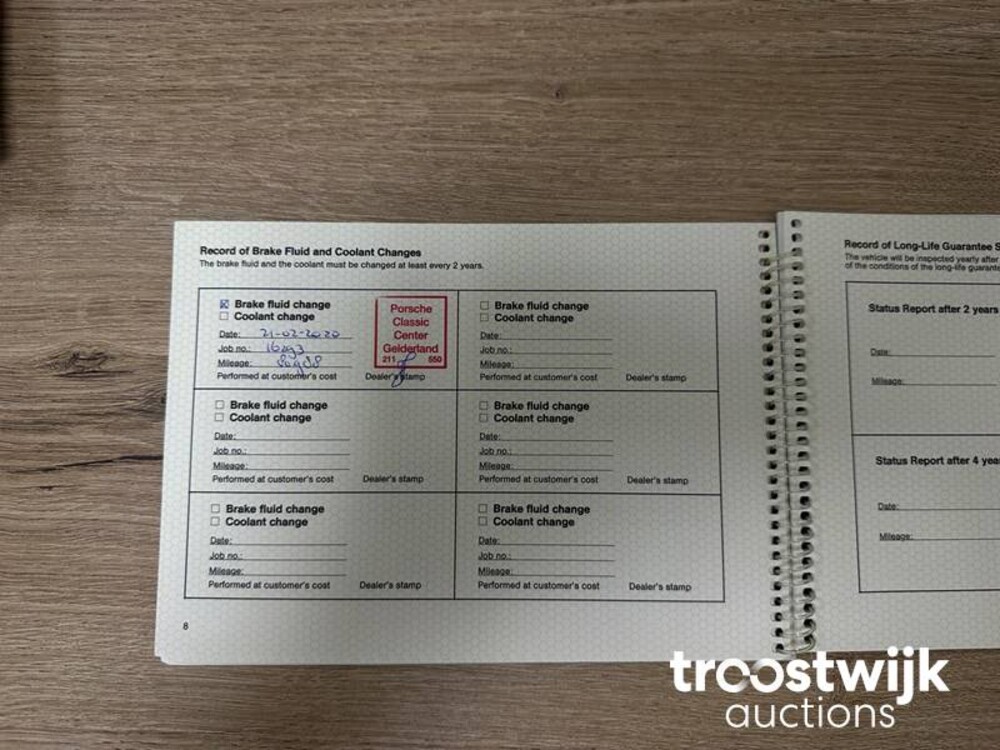 Record of Brake Fluid and Coolant Changes
The brake fluid and the coolant must be changed at least every 2 years.
Brake fluid change
Coolant change
Date: 21-02-2020
Job no.:
Mileage:
Performed at customer's cost
Dealer's stamp
Porsche
Classic
Center
Gelderland
211 550
Brake fluid change
Coolant change
Date:
Job no.:
Mileage:
Performed at customer's cost
Dealer's stamp
Brake fluid change
Coolant change
Date:
Job no.:
Mileage:
Performed at customer's cost
Dealer's stamp
Brake fluid change
Coolant change
Date:
Job no.:
Mileage:
Performed at customer's cost
Dealer's stamp
Brake fluid change
Coolant change
Date:
Job no.:
Mileage:
Performed at customer's cost
Dealer's stamp
Brake fluid change
Coolant change
Date:
Job no.:
Mileage:
Performed at customer's cost
Dealer's stamp
8
Record of Long-Life Guarantee S
The vehicle will be inspected yearly after
of the conditions of the long-life guarante
Status Report after 2 years
Date:
Mileage:
Status Report after 4 yea
Date:
Mileage:
troostwijk
auctions